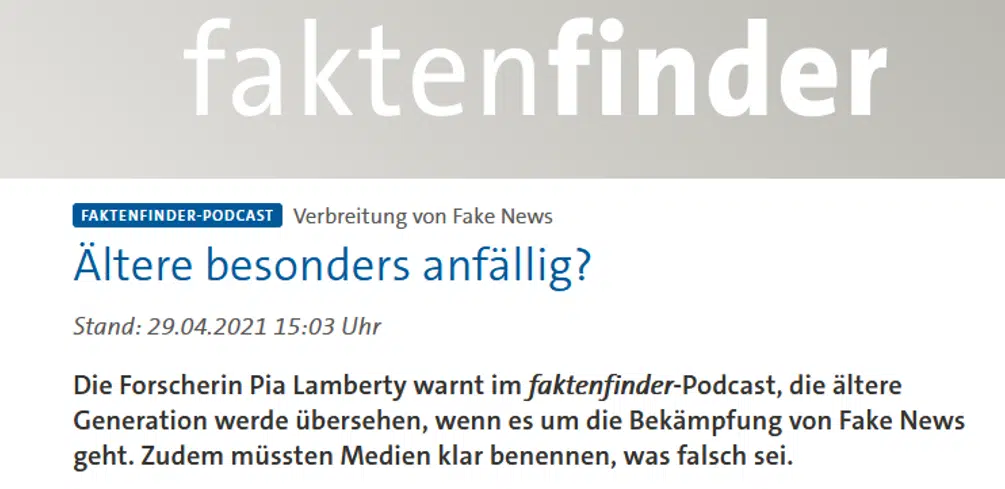 faktenfinder
FAKTENFINDER-PODCAST Verbreitung von Fake News
Ältere besonders anfällig?
Stand: 29.04.2021 15:03 Uhr
Die Forscherin Pia Lamberty warnt im faktenfinder-Podcast, die ältere
Generation werde übersehen, wenn es um die Bekämpfung von Fake News
geht. Zudem müssten Medien klar benennen, was falsch sei.